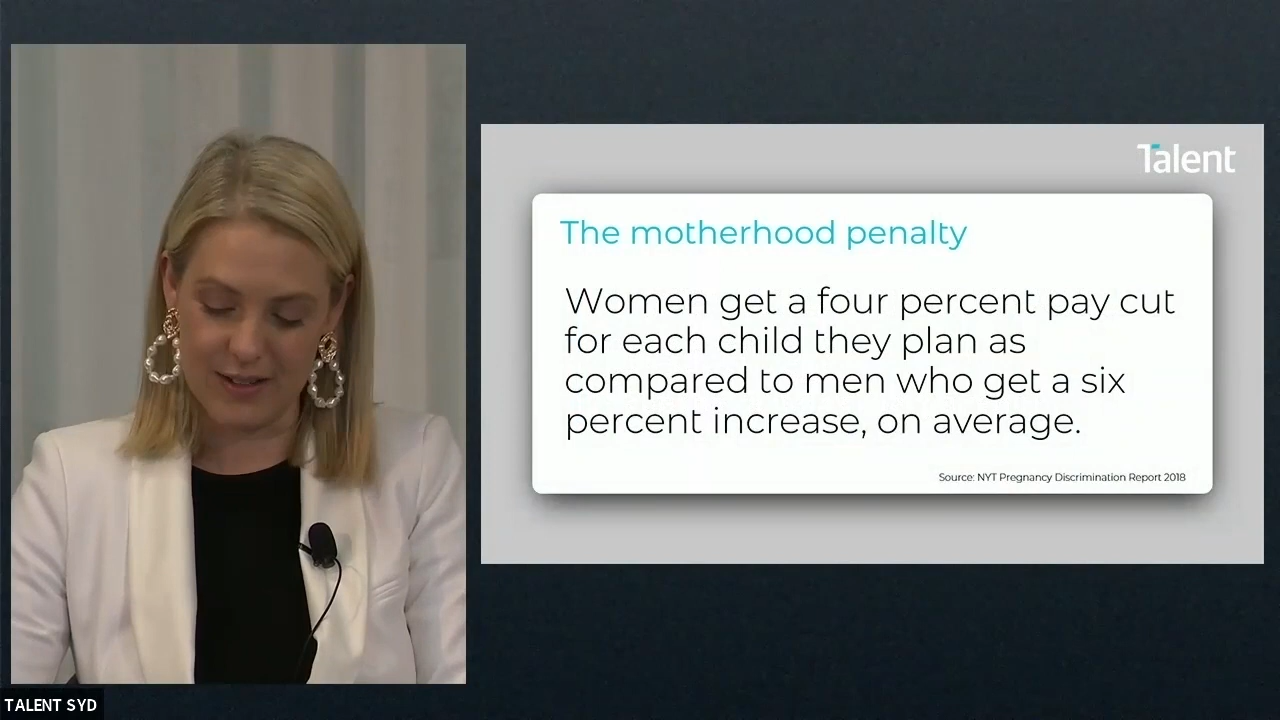 Talent
The motherhood penalty
Women get a four percent pay cut
for each child they plan as
compared to men who get a six
percent increase, on average.
Source: NYT Pregnancy Discrimination Report 2018
TALENT SYD